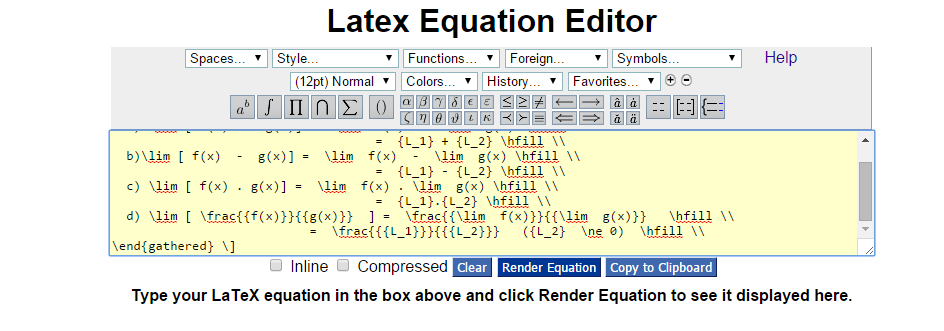 Latex Equation Editor
Spaces... Style... Functions... Foreign... Symbols... Help
(12pt) Normal Colors... History... Favorites...
= {L_1} + {L_2} \hfill \\
b)\lim [ f(x) - g(x)] = \lim f(x) - \lim g(x) \hfill \\
= {L_1} - {L_2} \hfill \\
c) \lim [ f(x) . g(x)] = \lim f(x) . \lim g(x) \hfill \\
= {L_1}.{L_2} \hfill \\
d) \lim [ \frac{{f(x)}}{{g(x)}} ] = \frac{{\lim f(x)}}{{\lim g(x)}} \hfill \\
= \frac{{{L_1}}}{{{L_2}}} ({L_2} \ne 0) \hfill \\
\end{gathered} \]
Inline Compressed Clear Render Equation Copy to Clipboard
Type your LaTeX equation in the box above and click Render Equation to see it displayed here.